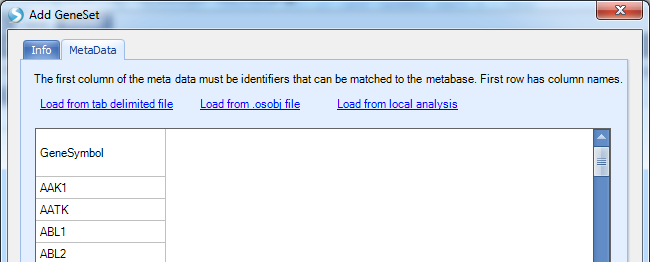 Add GeneSet
Info MetaData
The first column of the meta data must be identifiers that can be matched to the metabase. First row has column names.
Load from tab delimited file Load from .osobj file Load from local analysis
GeneSymbol
AAK1
AATK
ABL1
ABL2